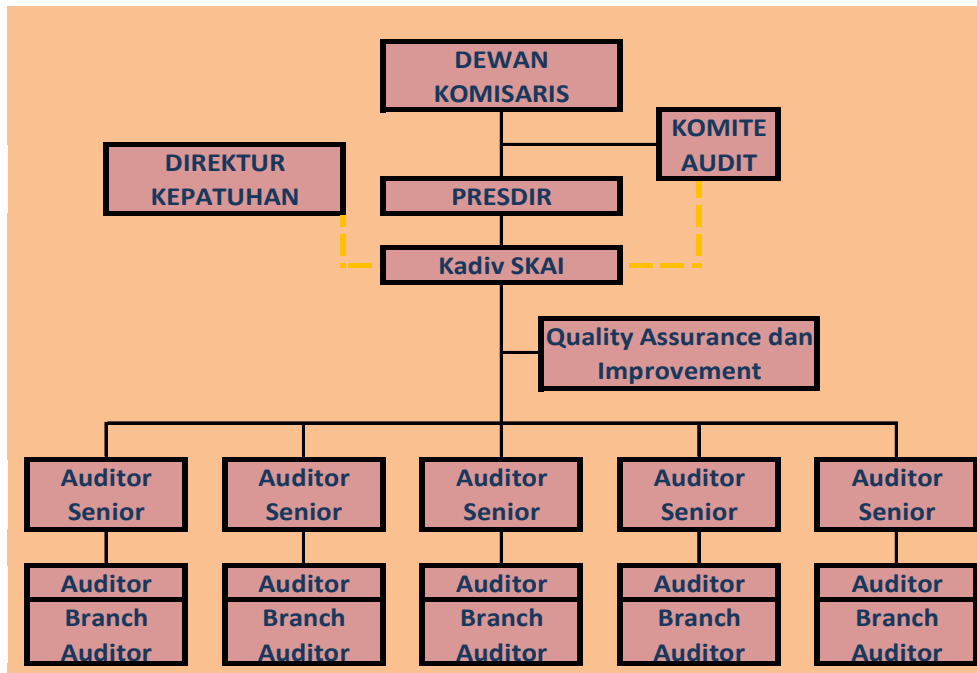 DEWAN
KOMISARIS
KOMITE
AUDIT
DIREKTUR
KEPATUHAN
PRESDIR
Kadiv SKAI
Quality Assurance dan
Improvement
Auditor
Senior
Auditor
Senior
Auditor
Senior
Auditor
Senior
Auditor
Senior
Auditor
Branch
Auditor
Auditor
Branch
Auditor
Auditor
Branch
Auditor
Auditor
Branch
Auditor
Auditor
Branch
Auditor